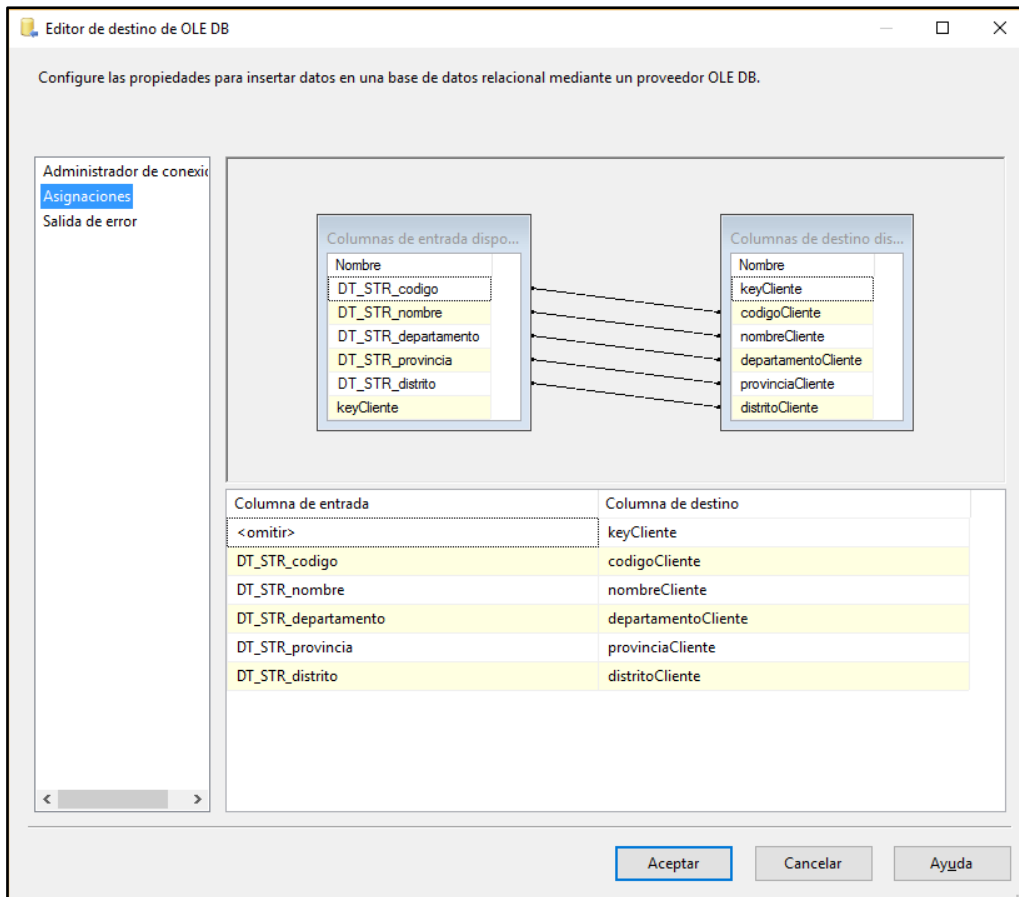 Editor de destino de OLE DB
Configure las propiedades para insertar datos en una base de datos relacional mediante un proveedor OLE DB.
Administrador de conexió
Asignaciones
Salida de error
Columnas de entrada dispo...
Nombre
DT_STR_codigo
DT_STR_nombre
DT_STR_departamento
DT_STR_provincia
DT_STR_distrito
keyCliente
Columnas de destino dis...
Nombre
keyCliente
codigoCliente
nombreCliente
departamentoCliente
provinciaCliente
distritoCliente
Columna de entrada Columna de destino
<omitir> keyCliente
DT_STR_codigo codigoCliente
DT_STR_nombre nombreCliente
DT_STR_departamento departamentoCliente
DT_STR_provincia provinciaCliente
DT_STR_distrito distritoCliente
Aceptar Cancelar Ayuda